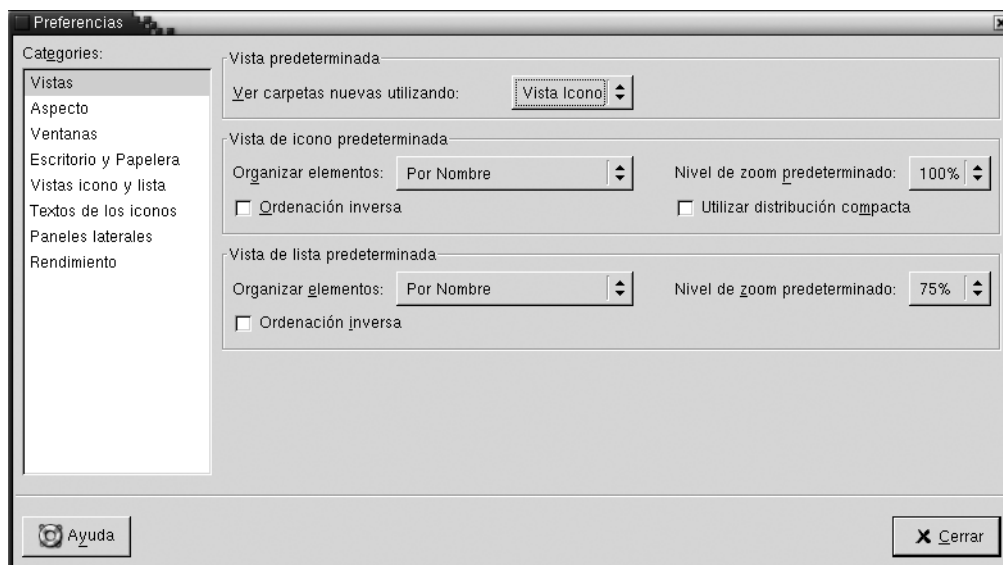 Preferencias
Categories:
Vistas
Aspecto
Ventanas
Escritorio y Papelera
Vistas icono y lista
Textos de los iconos
Paneles laterales
Rendimiento
Vista predeterminada
Ver carpetas nuevas utilizando: Vista Icono
Vista de icono predeterminada
Organizar elementos: Por Nombre Nivel de zoom predeterminado: 100%
Ordenación inversa Utilizar distribución compacta
Vista de lista predeterminada
Organizar elementos: Por Nombre Nivel de zoom predeterminado: 75%
Ordenación inversa
Ayuda Cerrar